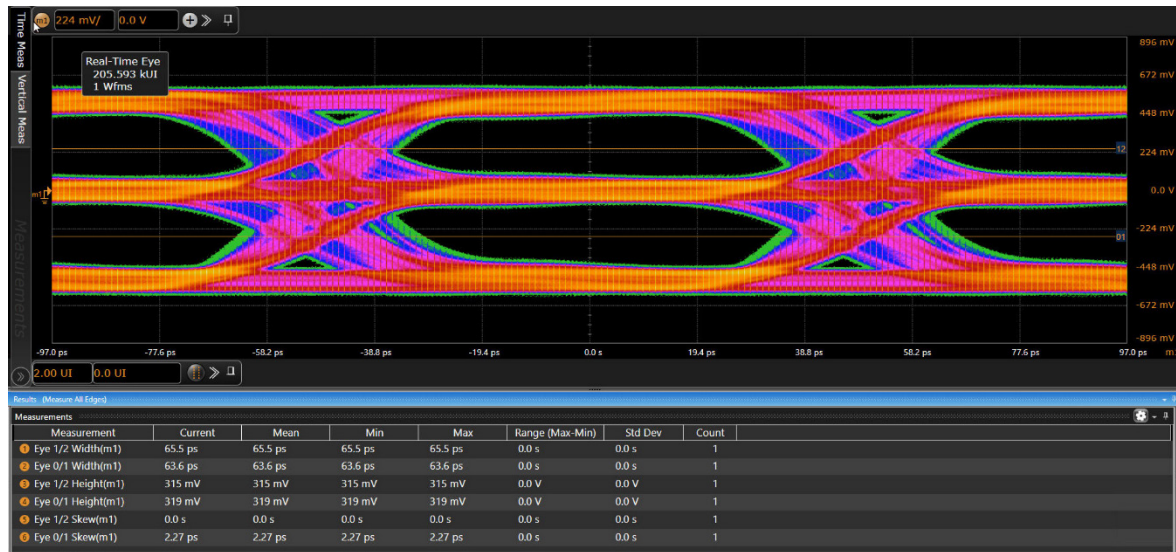 Time Meas
Vertical Meas
Measurements
m1 224 mV/ 0.0 V
Real-Time Eye
205.593 kUI
1 Wfms
896 mV
672 mV
448 mV
224 mV
0.0 V
-224 mV
-448 mV
-672 mV
-896 mV
12
01
m1
-97.0 ps -77.6 ps -58.2 ps -38.8 ps -19.4 ps 0.0 s 19.4 ps 38.8 ps 58.2 ps 77.6 ps 97.0 ps
2.00 UI 0.0 UI
Results (Measure All Edges)
Measurements
Measurement Current Mean Min Max Range (Max-Min) Std Dev Count
1 Eye 1/2 Width(m1) 65.5 ps 65.5 ps 65.5 ps 65.5 ps 0.0 s 0.0 s 1
2 Eye 0/1 Width(m1) 63.6 ps 63.6 ps 63.6 ps 63.6 ps 0.0 s 0.0 s 1
3 Eye 1/2 Height(m1) 315 mV 315 mV 315 mV 315 mV 0.0 V 0.0 V 1
4 Eye 0/1 Height(m1) 319 mV 319 mV 319 mV 319 mV 0.0 V 0.0 V 1
5 Eye 1/2 Skew(m1) 0.0 s 0.0 s 0.0 s 0.0 s 0.0 s 0.0 s 1
6 Eye 0/1 Skew(m1) 2.27 ps 2.27 ps 2.27 ps 2.27 ps 0.0 s 0.0 s 1